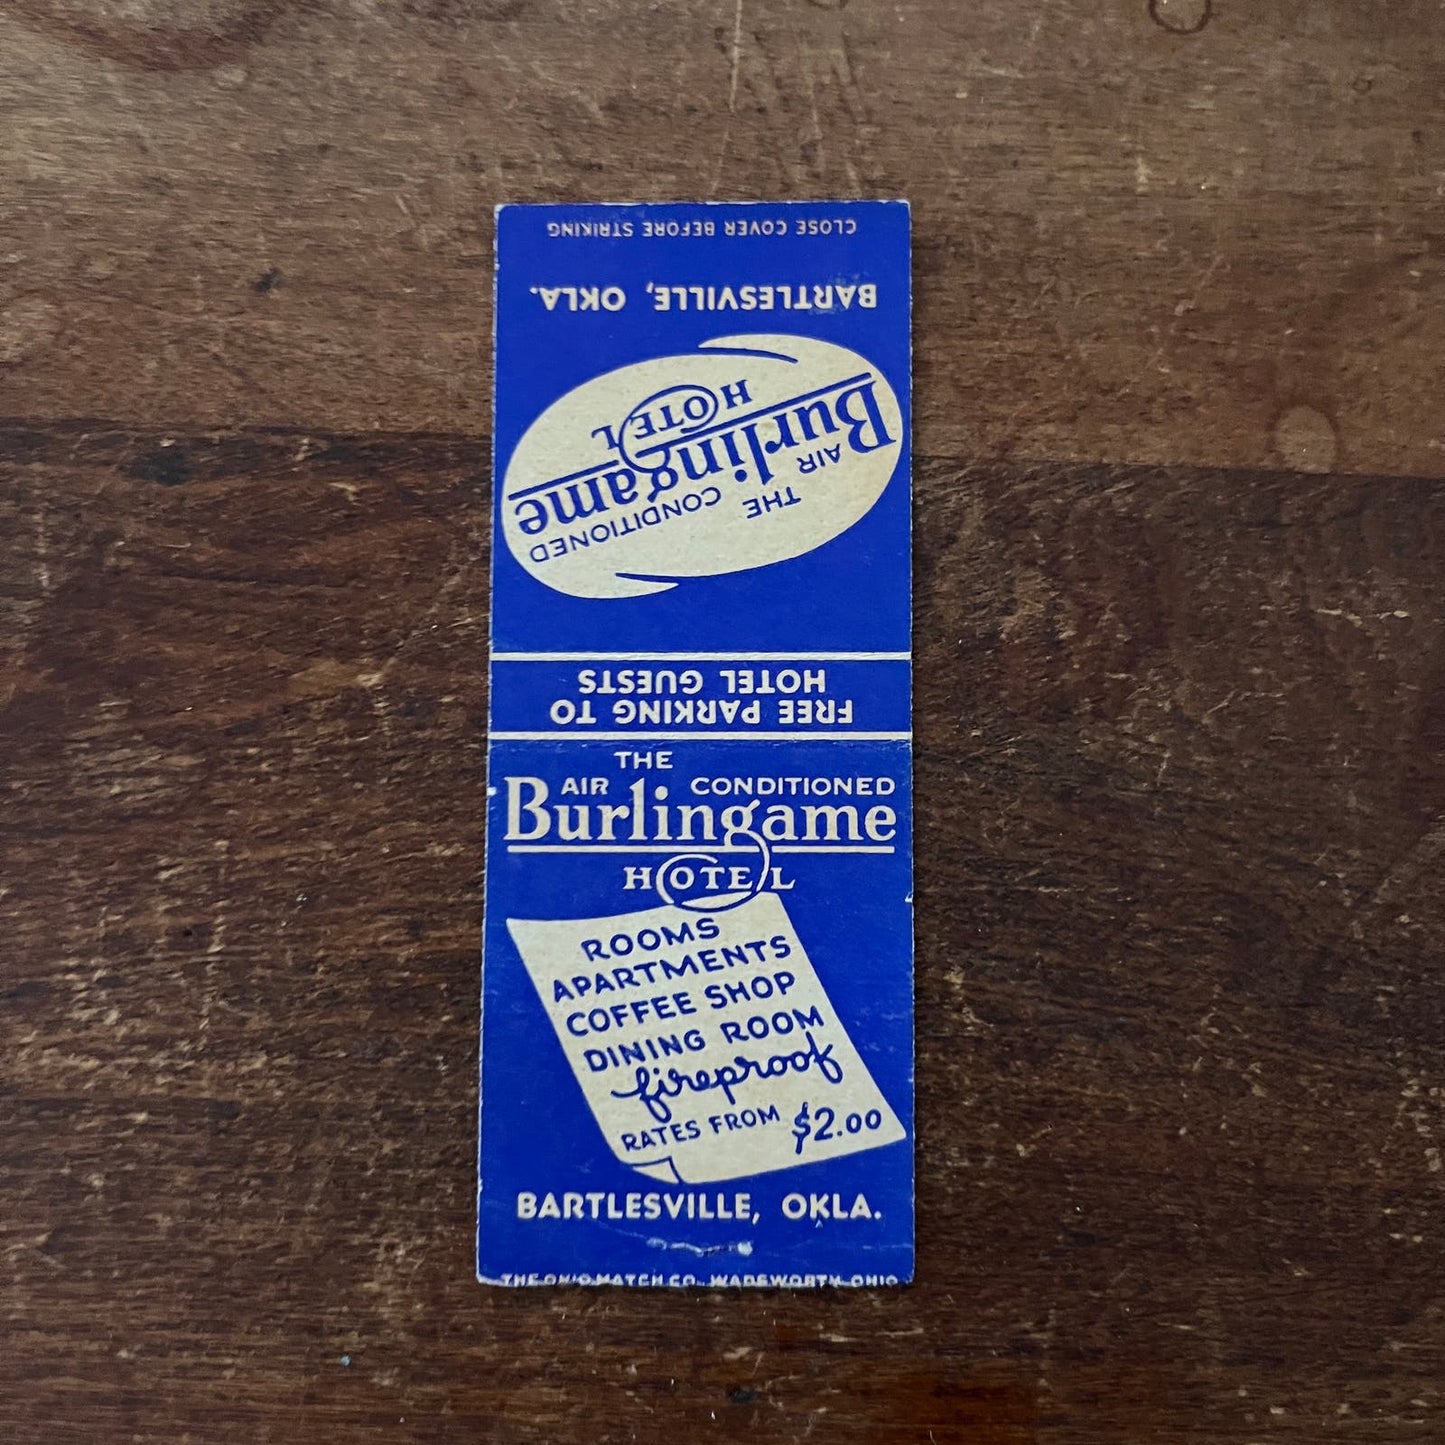 CLOSE COVER BEFORE STRIKING
BARTLESVILLE, OKLA.
THE
AIR CONDITIONED
Burlingame
HOTEL
FREE PARKING TO
HOTEL GUESTS
THE
AIR CONDITIONED
Burlingame
HOTEL
ROOMS
APARTMENTS
COFFEE SHOP
DINING ROOM
fireproof
RATES FROM $2.00
BARTLESVILLE, OKLA.
THE OHIO MATCH CO. WADSWORTH, OHIO